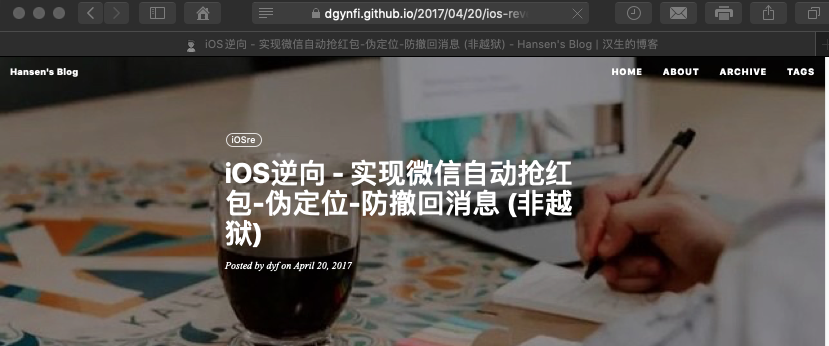 dgynfi.github.io/2017/04/20/ios-rev
iOS逆向 - 实现微信自动抢红包-伪定位-防撤回消息 (非越狱) - Hansen's Blog | 汉生的博客
Hansen's Blog
HOME ABOUT ARCHIVE TAGS
iOSre
iOS逆向 - 实现微信自动抢红
包-伪定位-防撤回消息 (非越
狱)
Posted by dyf on April 20, 2017